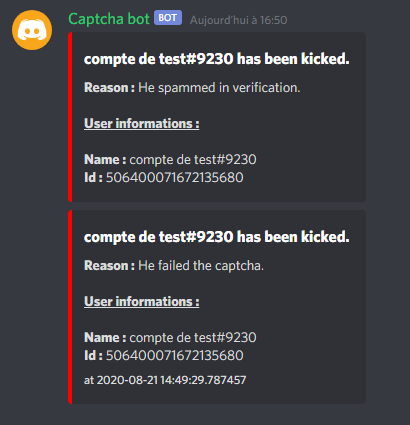 Captcha bot BOT Aujourd'hui à 16:50
compte de test#9230 has been kicked.
Reason : He spammed in verification.
User informations :
Name : compte de test#9230
Id : 506400071672135680
compte de test#9230 has been kicked.
Reason : He failed the captcha.
User informations :
Name : compte de test#9230
Id : 506400071672135680
at 2020-08-21 14:49:29.787457